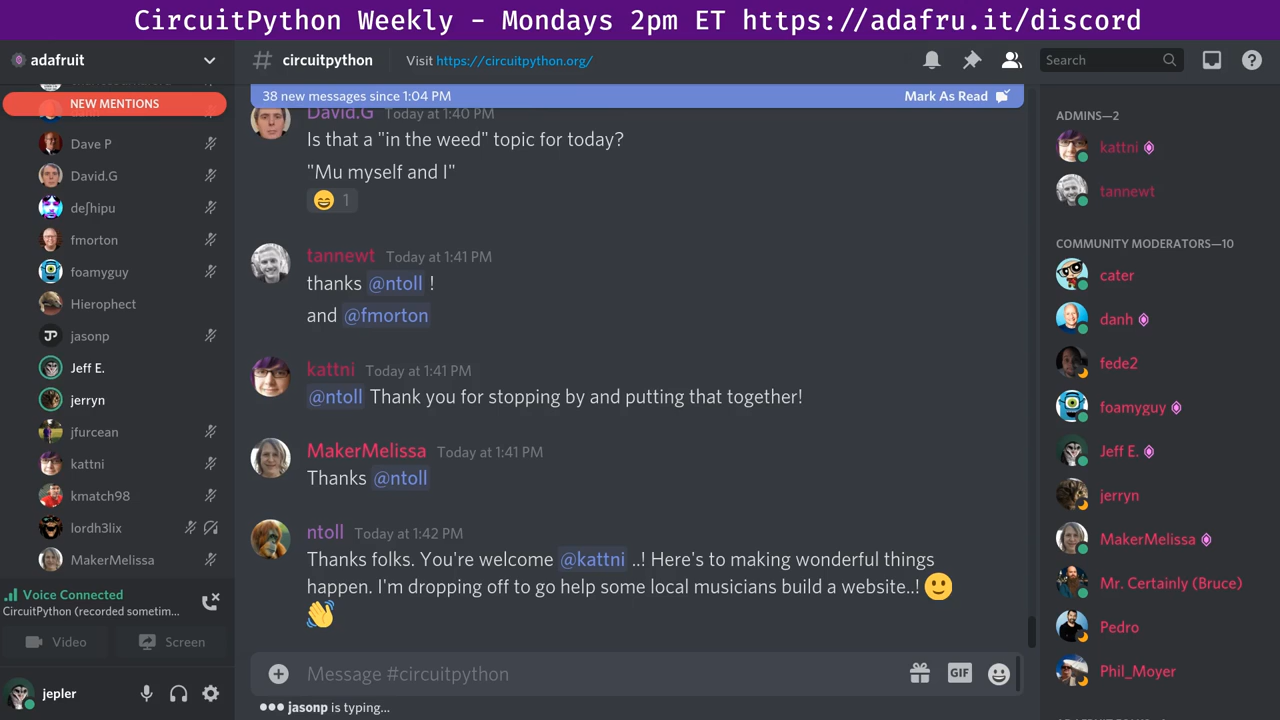 CircuitPython Weekly - Mondays 2pm ET https://adafru.it/discord
adafruit
# circuitpython
Visit https://circuitpython.org/
Search
NEW MENTIONS
Dave P
David.G
deʃhipu
fmorton
foamyguy
Hierophect
JP jasonp
Jeff E.
jerryn
jfurcean
kattni
kmatch98
lordh3lix
MakerMelissa
Voice Connected
CircuitPython (recorded sometim...
Video
Screen
jepler
38 new messages since 1:04 PM
Mark As Read
David.G Today at 1:40 PM
Is that a "in the weed" topic for today?
"Mu myself and I"
😄 1
tannewt Today at 1:41 PM
thanks @ntoll !
and @fmorton
kattni Today at 1:41 PM
@ntoll Thank you for stopping by and putting that together!
MakerMelissa Today at 1:41 PM
Thanks @ntoll
ntoll Today at 1:42 PM
Thanks folks. You're welcome @kattni ..! Here's to making wonderful things
happen. I'm dropping off to go help some local musicians build a website..! 🙂
👋
Message #circuitpython
GIF
jasonp is typing...
ADMINS—2
kattni
tannewt
COMMUNITY MODERATORS—10
cater
danh
fede2
foamyguy
Jeff E.
jerryn
MakerMelissa
Mr. Certainly (Bruce)
Pedro
Phil_Moyer